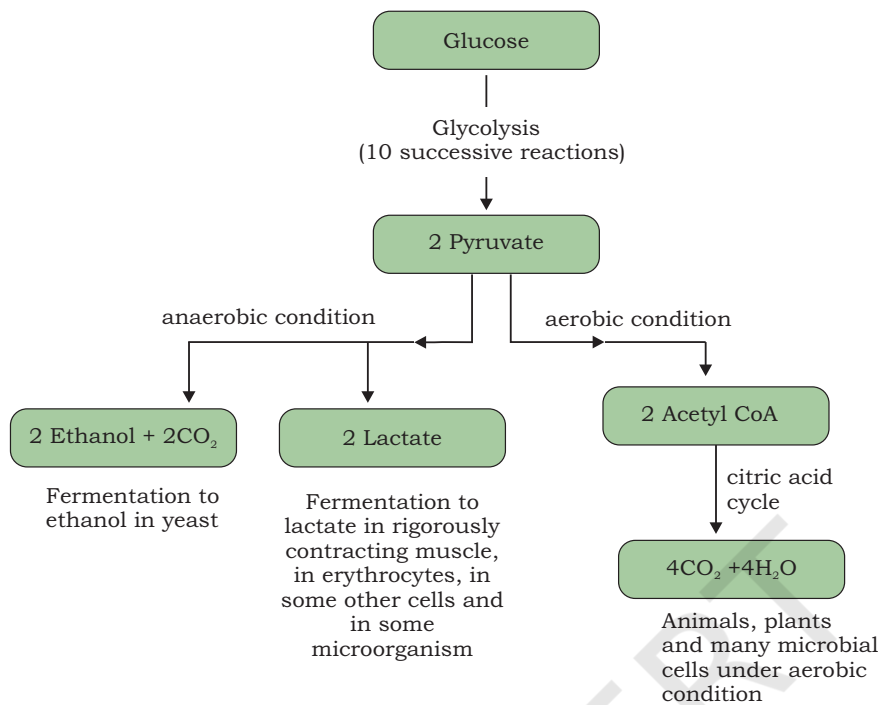 Glucose
Glycolysis
(10 successive reactions)
2 Pyruvate
anaerobic condition
aerobic condition
2 Ethanol + 2CO₂
2 Lactate
2 Acetyl CoA
Fermentation to
ethanol in yeast
Fermentation to
lactate in rigorously
contracting muscle,
in erythrocytes, in
some other cells and
in some
microorganism
citric acid
cycle
4CO₂ +4H₂O
Animals, plants
and many microbial
cells under aerobic
condition